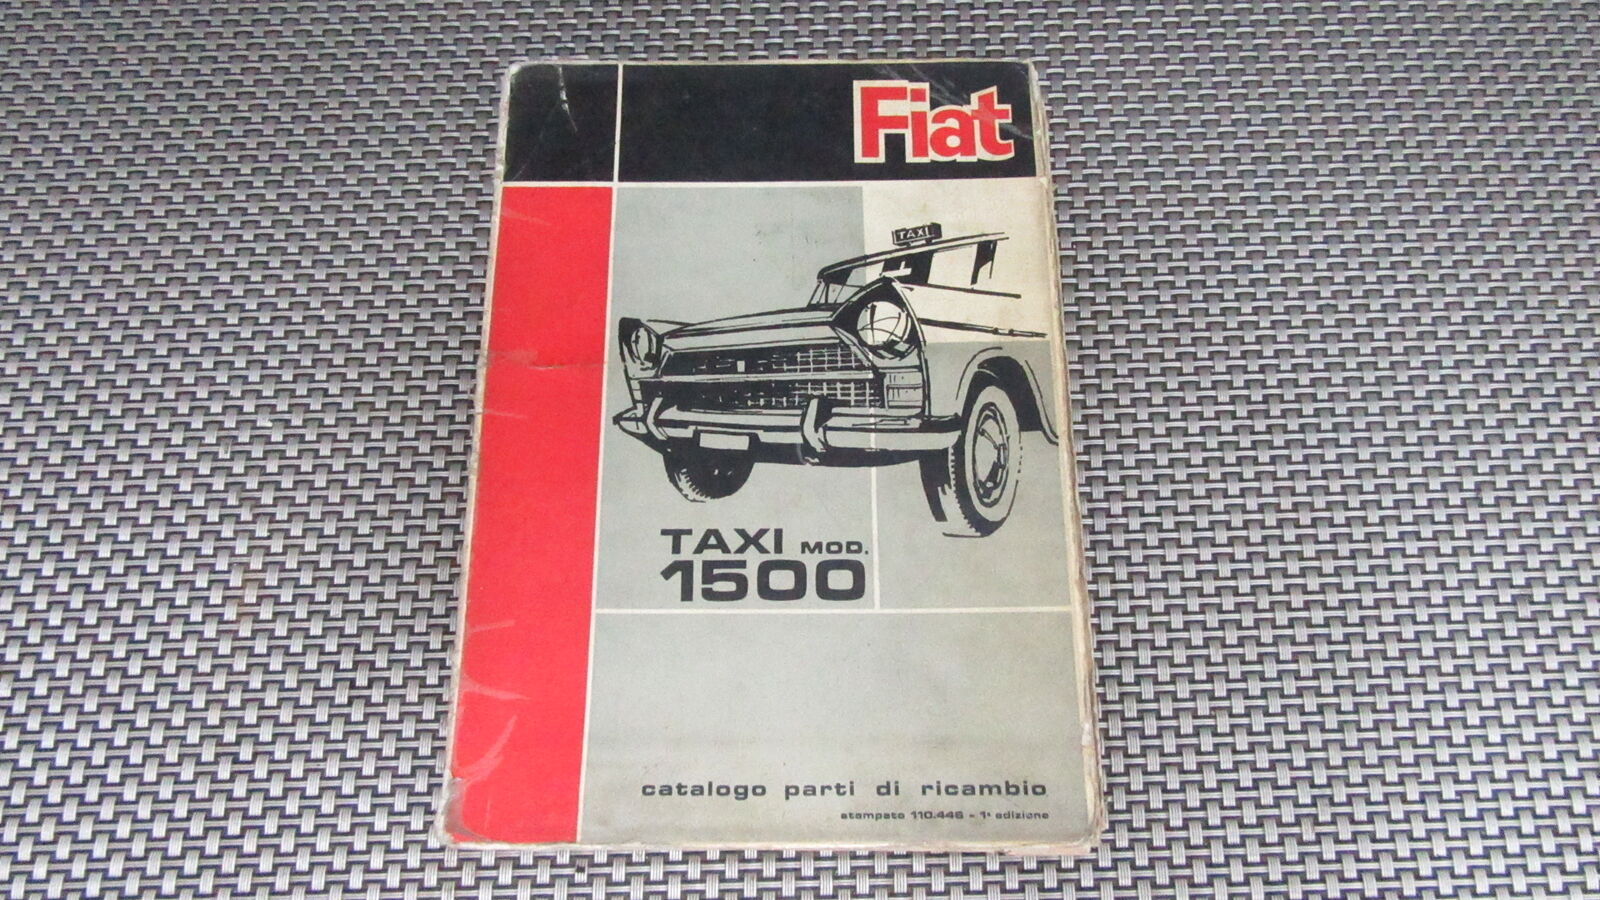 Fiat
TAXI
TAXI MOD.
1500
catalogo parti di ricambio
stampato 110.446 - 1ª edizione